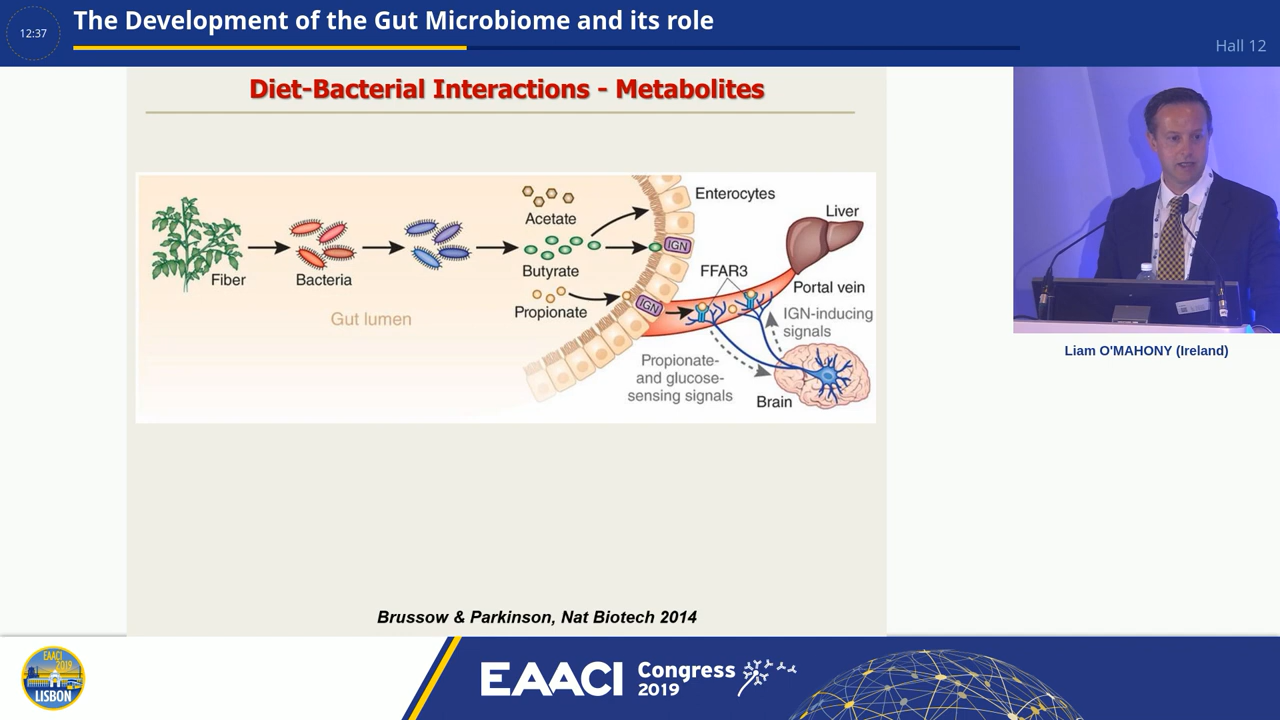 12:37
The Development of the Gut Microbiome and its role
Hall 12
Diet-Bacterial Interactions - Metabolites
Enterocytes
Acetate
Liver
IGN
Butyrate
FFAR3
Fiber
Bacteria
Portal vein
Propionate
IGN
IGN-inducing
signals
Gut lumen
Propionate-
and glucose-
sensing signals
Brain
Brussow & Parkinson, Nat Biotech 2014
Liam O'MAHONY (Ireland)
EAACI
2019
LISBON
EAACI
Congress
2019